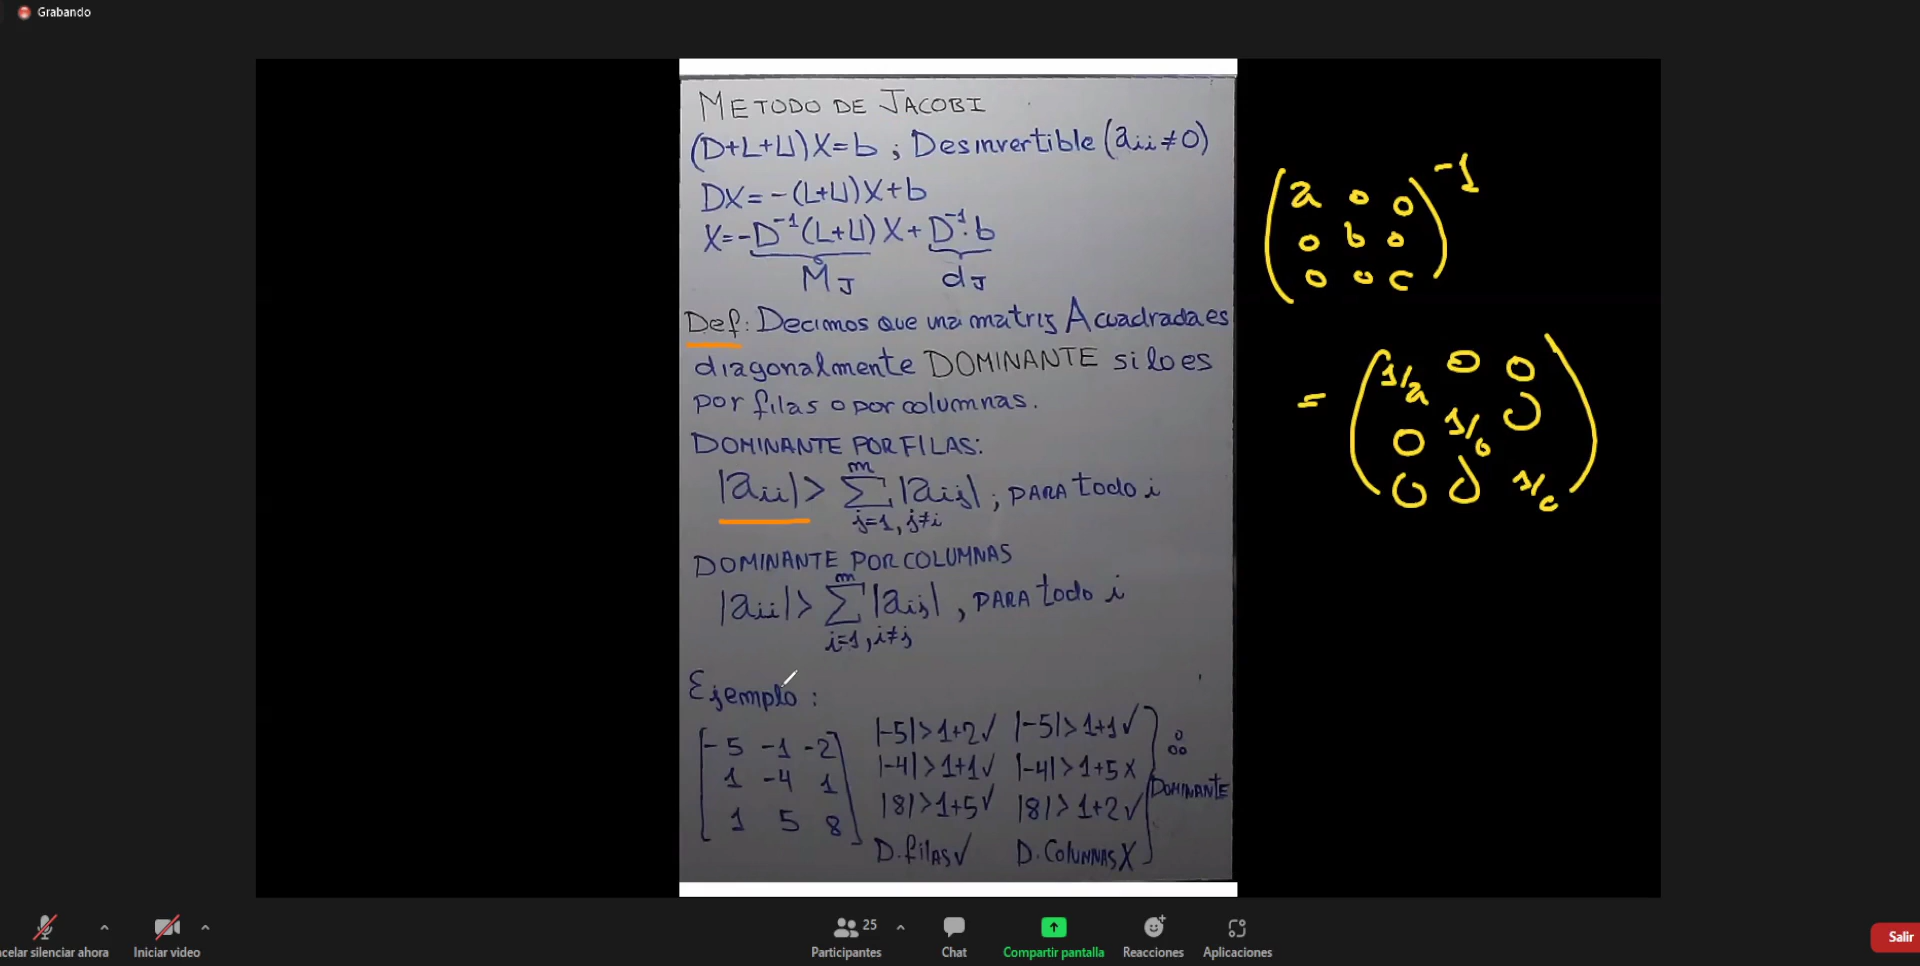 Grabando
METODO DE JACOBI
(D+L+U)X=b ; D es invertible (aii≠0)
DX=-(L+U)X+b
X=-D⁻¹(L+U)X+D⁻¹·b
MJ dJ
Def: Decimos que una matriz A cuadrada es
diagonalmente DOMINANTE si lo es
por filas o por columnas.
DOMINANTE POR FILAS:
|aii|> Σ |aij| ; PARA todo i
m
j=1, j≠i
DOMINANTE POR COLUMNAS
|aii|> Σ |aij| , PARA todo i
m
i=1, i≠j
Ejemplo:
-5 -1 -2 |-5|>1+2✓ |-5|>1+1✓
1 -4 1 |-4|>1+1✓ |-4|>1+5 X
1 5 8 |8|>1+5✓ |8|>1+2✓
D. filas✓ D. COLUMNAS X
∴ DOMINANTE
(a 0 0)⁻¹
0 b 0
0 0 c
= (1/a 0 0)
0 1/b 0
0 0 1/c
celar silenciar ahora
Iniciar video
25
Participantes
Chat
Compartir pantalla
Reacciones
Aplicaciones
Salir